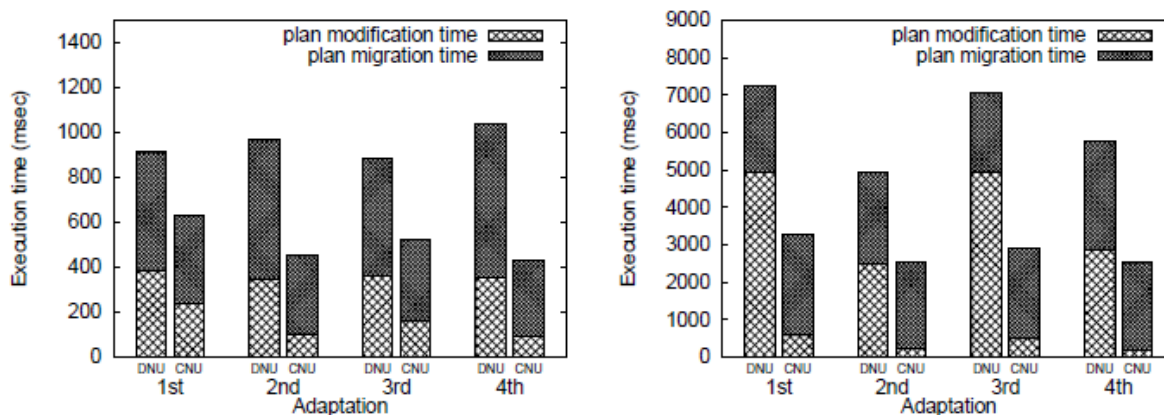 plan modification time
plan migration time
Execution time (msec)
1400
1200
1000
800
600
400
200
0
DNU CNU DNU CNU DNU CNU DNU CNU
1st 2nd 3rd 4th
Adaptation
plan modification time
plan migration time
Execution time (msec)
9000
8000
7000
6000
5000
4000
3000
2000
1000
0
DNU CNU DNU CNU DNU CNU DNU CNU
1st 2nd 3rd 4th
Adaptation